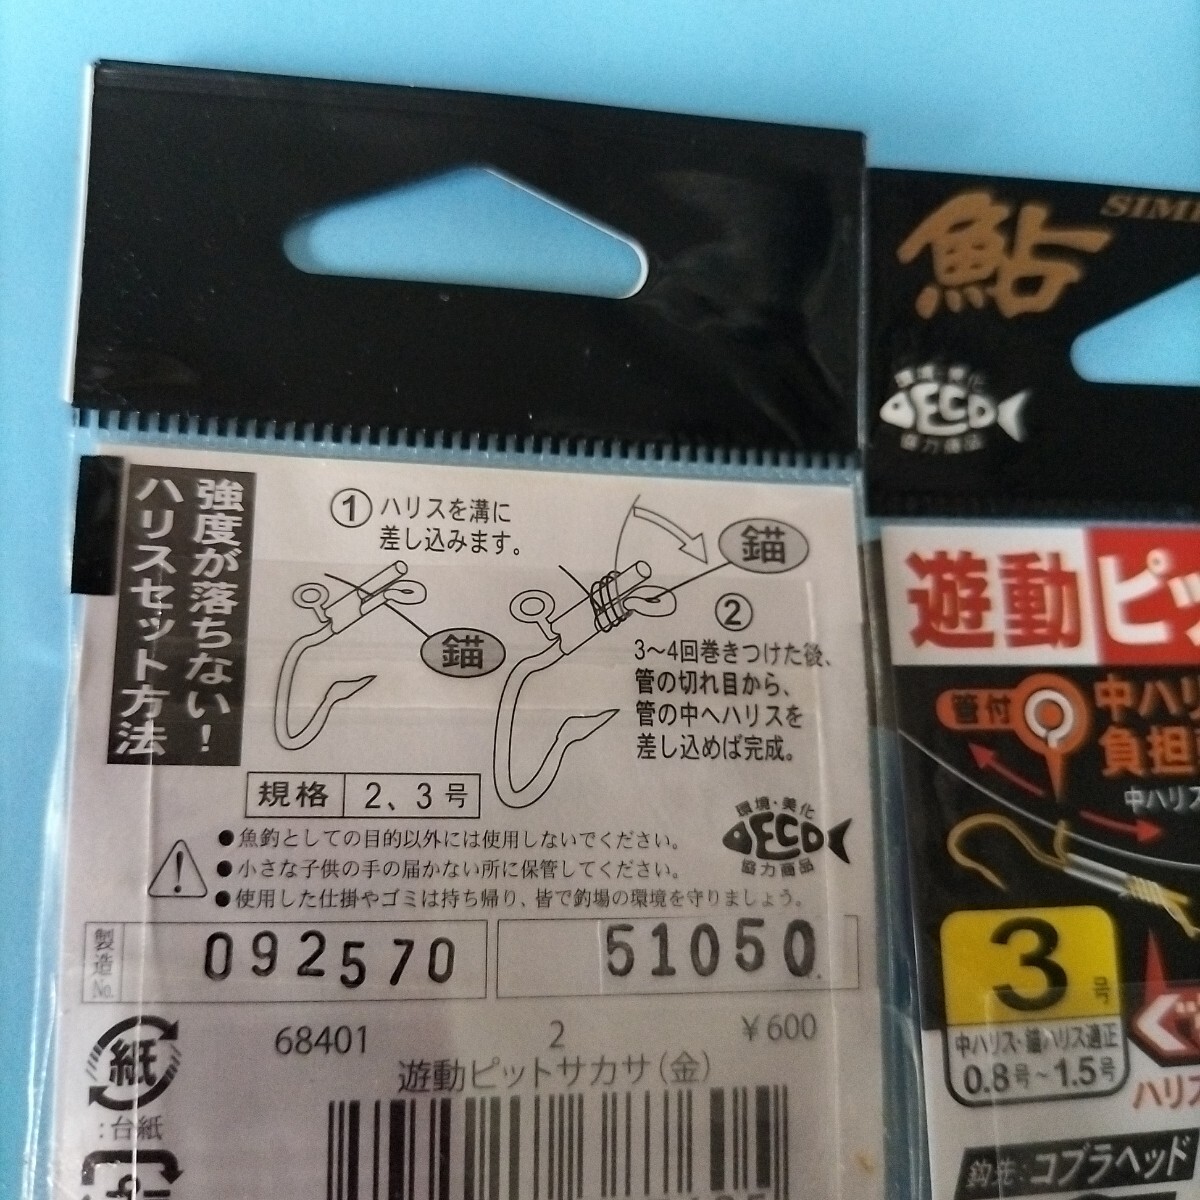 強度が落ちない!
ハリスセット方法
① ハリスを溝に
差し込みます。
錨
錨
②
3〜4回巻きつけた後、
管の切れ目から、
管の中へハリスを
差し込めば完成。
規格 2、3号
環境・美化
ECO
協力商品
●魚釣としての目的以外には使用しないでください。
●小さな子供の手の届かない所に保管してください。
●使用した仕掛やゴミは持ち帰り、皆で釣場の環境を守りましょう。
製造No. 092570 51050
68401 2 ¥600
遊動ピットサカサ(金)
紙
:台紙
鮎
環境・美化
ECO
協力商品
遊動
管付
中ハリ
負担
中ハリス
3号
中ハリス・錨ハリス適正
0.8号~1.5号
ハリス
鈎先:コブラヘッド